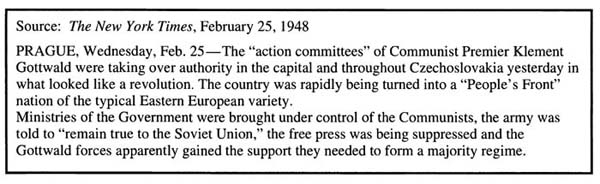 Source: The New York Times, February 25, 1948
PRAGUE, Wednesday, Feb. 25—The “action committees” of Communist Premier Klement
Gottwald were taking over authority in the capital and throughout Czechoslovakia yesterday in
what looked like a revolution. The country was rapidly being turned into a “People’s Front”
nation of the typical Eastern European variety.
Ministries of the Government were brought under control of the Communists, the army was
told to “remain true to the Soviet Union,” the free press was being suppressed and the
Gottwald forces apparently gained the support they needed to form a majority regime.